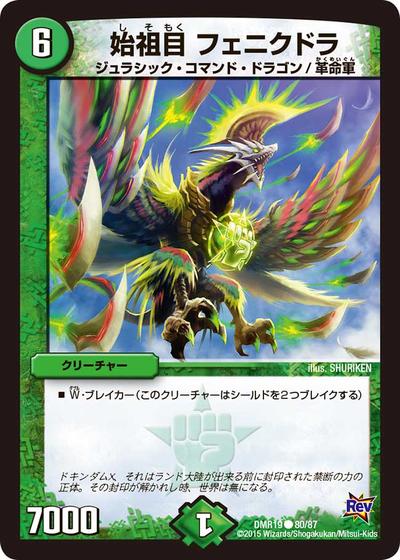 6
しそもく
始祖目 フェニクドラ
かくめいぐん
ジュラシック・コマンド・ドラゴン/革命軍
クリーチャー
illus. SHURIKEN
ダブル
■ W・ブレイカー(このクリーチャーはシールドを2つブレイクする)
ドキンダムX、それはランド大陸が出来る前に封印された禁断の力の
正体。その封印が解かれし時、世界は無になる。
Rev
7000
1
DMR19 ● 80/87
©2015 Wizards/Shogakukan/Mitsui-Kids